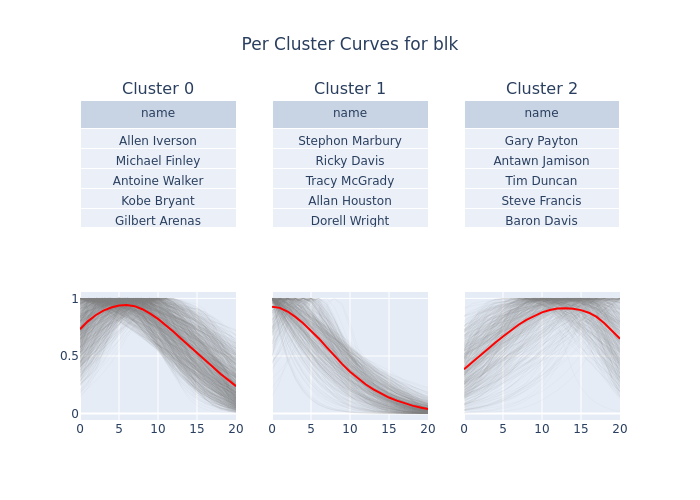 Per Cluster Curves for blk
Cluster 0
name
Allen Iverson
Michael Finley
Antoine Walker
Kobe Bryant
Gilbert Arenas
Cluster 1
name
Stephon Marbury
Ricky Davis
Tracy McGrady
Allan Houston
Dorell Wright
Cluster 2
name
Gary Payton
Antawn Jamison
Tim Duncan
Steve Francis
Baron Davis
1
0.5
0
0 5 10 15 20
0 5 10 15 20
0 5 10 15 20